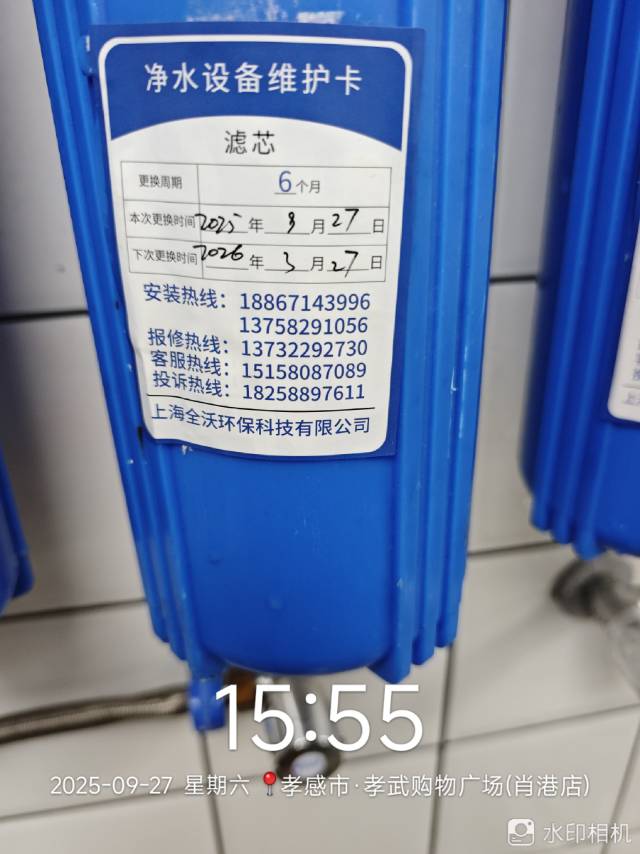 净水设备维护卡
滤芯
更换周期 6个月
本次更换时间 2025年 9月27日
下次更换时间 2026年 3月27日
安装热线：18867143996
13758291056
报修热线：13732292730
客服热线：15158087089
投诉热线：18258897611
上海全沃环保科技有限公司
15:55
2025-09-27 星期六 孝感市·孝武购物广场(肖港店)
水印相机